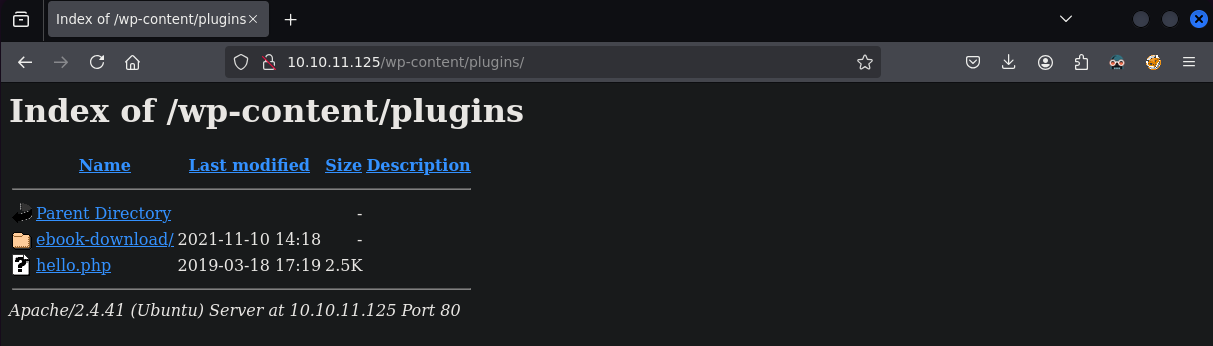 Index of /wp-content/plugins
10.10.11.125/wp-content/plugins/
Index of /wp-content/plugins
Name Last modified Size Description
Parent Directory -
ebook-download/ 2021-11-10 14:18 -
hello.php 2019-03-18 17:19 2.5K
Apache/2.4.41 (Ubuntu) Server at 10.10.11.125 Port 80